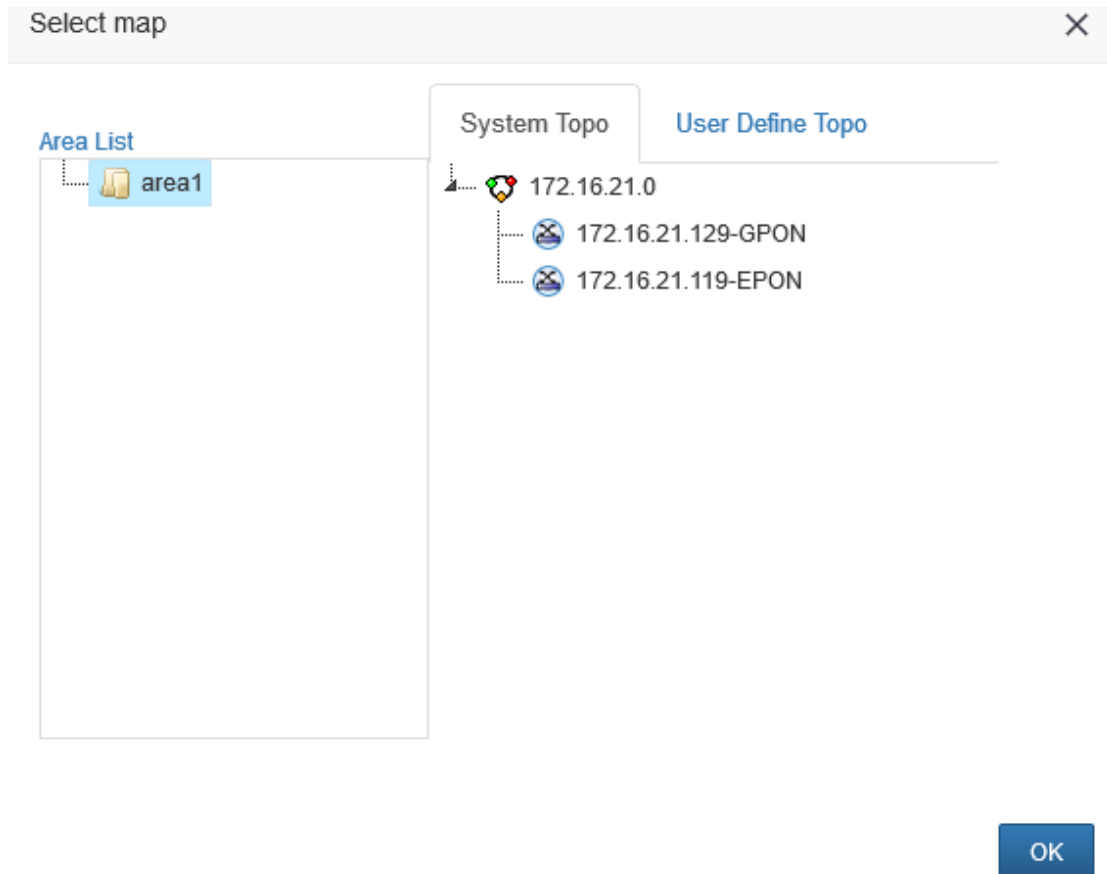 Select map
Area List
area1
System Topo
User Define Topo
172.16.21.0
172.16.21.129-GPON
172.16.21.119-EPON
OK